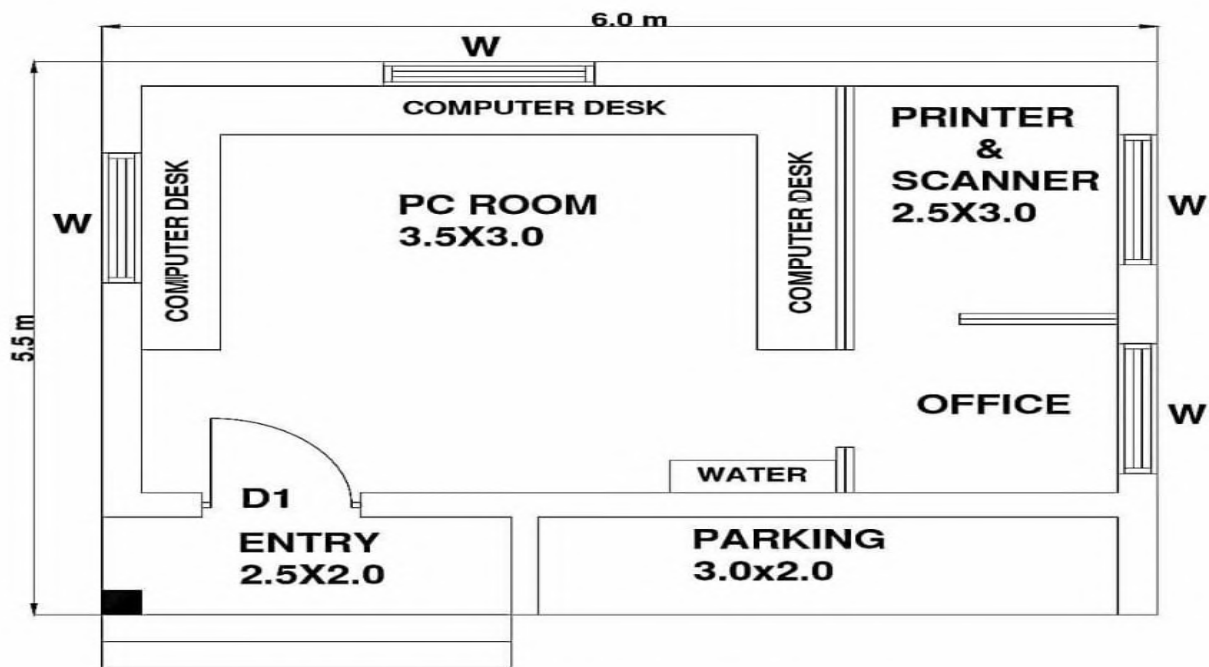 6.0 m
W
COMPUTER DESK
PRINTER
&
SCANNER
2.5X3.0
COMPUTER DESK
PC ROOM
3.5X3.0
COMPUTER DESK
W
W
5.5 m
OFFICE
W
WATER
D1
ENTRY
2.5X2.0
PARKING
3.0x2.0